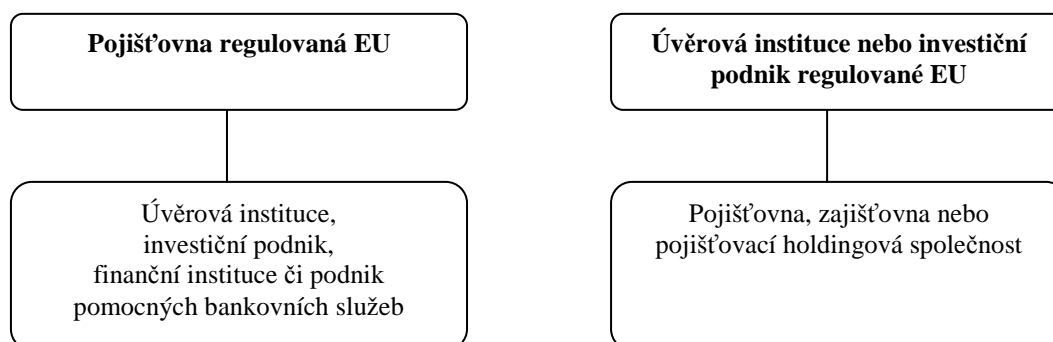 Pojišťovna regulovaná EU
Úvěrová instituce nebo investiční
podnik regulované EU
Úvěrová instituce,
investiční podnik,
finanční instituce či podnik
pomocných bankovních služeb
Pojišťovna, zajišťovna nebo
pojišťovací holdingová společnost